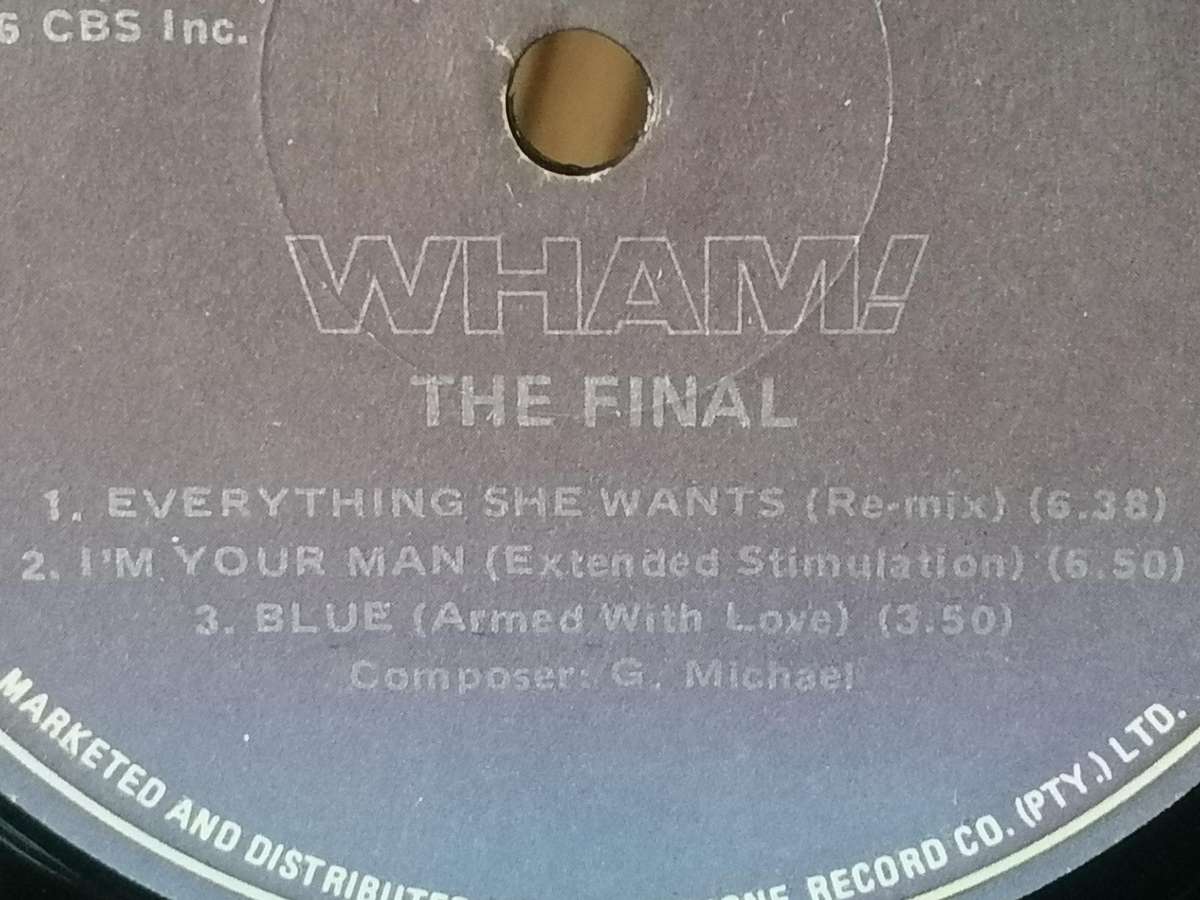 6 CBS Inc.
WHAM!
THE FINAL
1. EVERYTHING SHE WANTS (Re-mix) (6.38)
2. I'M YOUR MAN (Extended Stimulation) (6.50)
3. BLUE (Armed With Love) (3.50)
Composer: G. Michael
MARKETED AND DISTRIBUTE
RECORD CO. (PTY.) LTD.